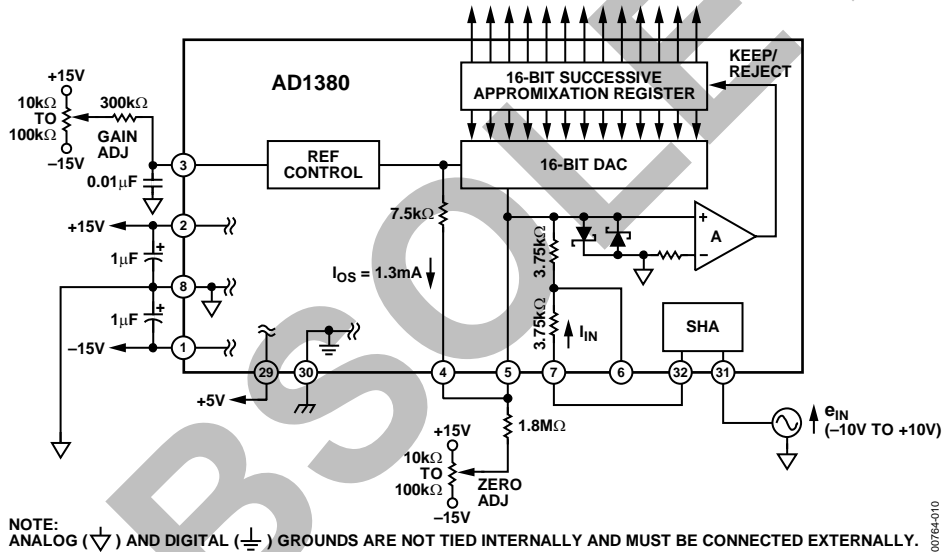 AD1380
16-BIT SUCCESSIVE
APPROMIXATION REGISTER
KEEP/
REJECT
+15V
10kΩ
TO
100kΩ
–15V
300kΩ
GAIN
ADJ
3
0.01µF
REF
CONTROL
16-BIT DAC
7.5kΩ
IOS = 1.3mA
3.75kΩ
3.75kΩ
IIN
+
–
A
SHA
+15V
2
+
1µF
8
+
1µF
–15V
1
29
30
4
5
7
6
32
31
+5V
1.8MΩ
+15V
10kΩ
TO
100kΩ
–15V
ZERO
ADJ
eIN
(–10V TO +10V)
NOTE:
ANALOG ( ) AND DIGITAL ( ) GROUNDS ARE NOT TIED INTERNALLY AND MUST BE CONNECTED EXTERNALLY.
00764-010